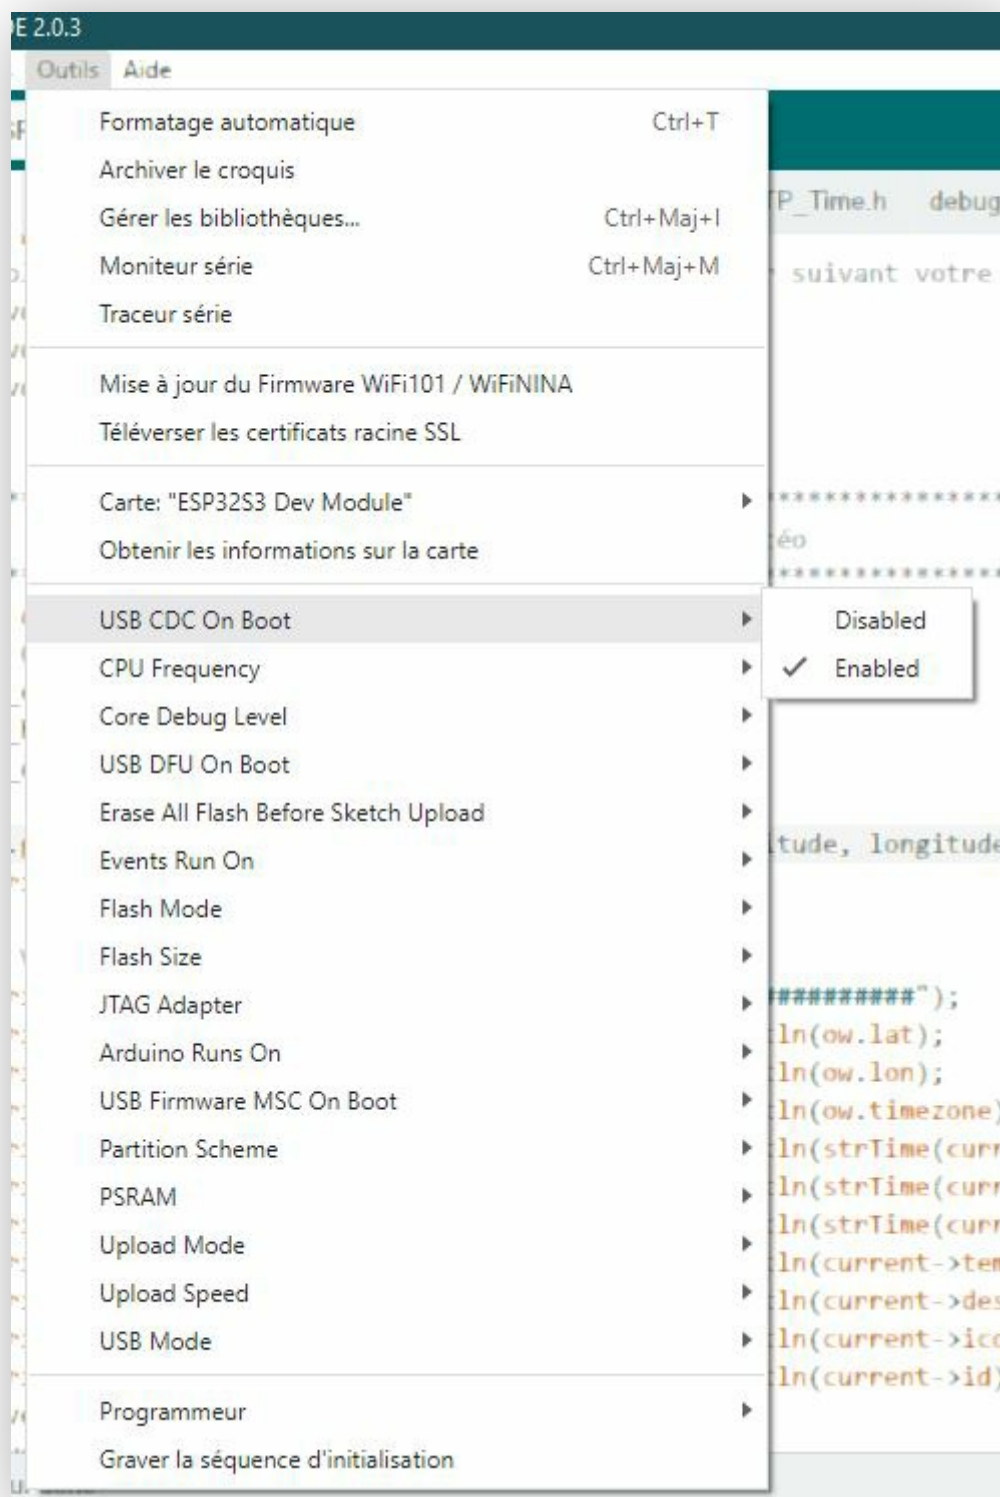 E 2.0.3
Outils Aide
Formatage automatique Ctrl+T
Archiver le croquis
Gérer les bibliothèques... Ctrl+Maj+I
TP_Time.h debug
Moniteur série Ctrl+Maj+M
suivant votre
Traceur série
Mise à jour du Firmware WiFi101 / WiFiNINA
Téléverser les certificats racine SSL
Carte: "ESP32S3 Dev Module"
*****************
éo
Obtenir les informations sur la carte
*****************
USB CDC On Boot
Disabled
CPU Frequency
✓ Enabled
Core Debug Level
USB DFU On Boot
Erase All Flash Before Sketch Upload
tude, longitude
Events Run On
Flash Mode
Flash Size
JTAG Adapter
##########");
ln(ow.lat);
Arduino Runs On
ln(ow.lon);
USB Firmware MSC On Boot
ln(ow.timezone)
Partition Scheme
ln(strTime(curr
PSRAM
ln(strTime(curr
ln(strTime(curr
Upload Mode
ln(current->tem
Upload Speed
ln(current->des
USB Mode
ln(current->ico
ln(current->id)
Programmeur
Graver la séquence d'initialisation